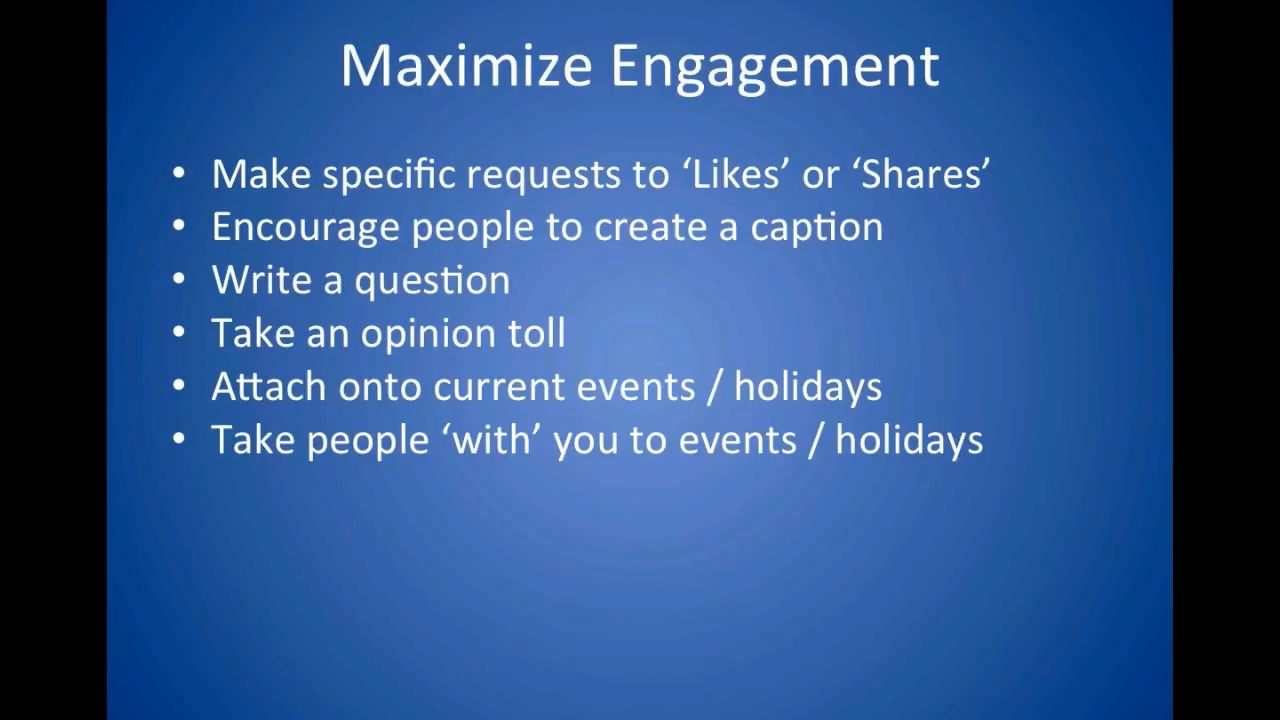 Maximize Engagement
• Make specific requests to ‘Likes’ or ‘Shares’
• Encourage people to create a caption
• Write a question
• Take an opinion toll
• Attach onto current events / holidays
• Take people ‘with’ you to events / holidays